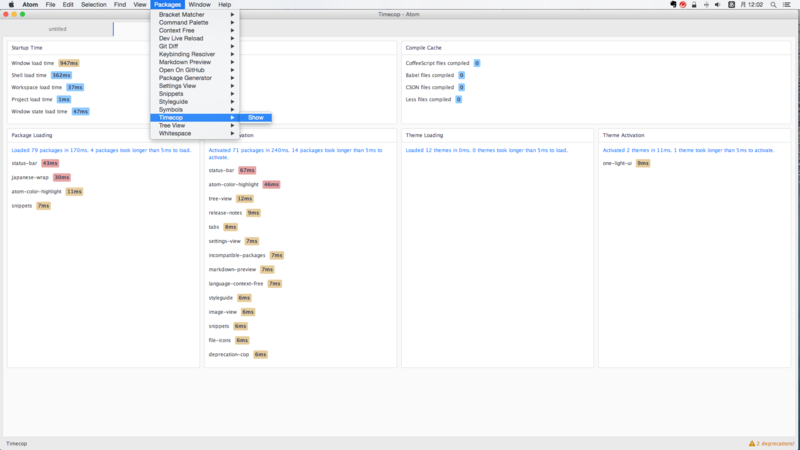 Atom File Edit Selection Find View Packages Window Help
月 12:02
Timecop - Atom
untitled
Bracket Matcher
Command Palette
Context Free
Dev Live Reload
Git Diff
Keybinding Resolver
Markdown Preview
Open On GitHub
Package Generator
Settings View
Snippets
Styleguide
Symbols
Timecop
Show
Tree View
Whitespace
Startup Time
Window load time 947ms
Shell load time 362ms
Workspace load time 37ms
Project load time 1ms
Window state load time 47ms
Compile Cache
CoffeeScript files compiled 0
Babel files compiled 0
CSON files compiled 0
Less files compiled 0
Package Loading
Loaded 79 packages in 170ms. 4 packages took longer than 5ms to load.
status-bar 43ms
japanese-wrap 30ms
atom-color-highlight 11ms
snippets 7ms
Activated 71 packages in 240ms. 14 packages took longer than 5ms to
activate.
status-bar 67ms
atom-color-highlight 46ms
tree-view 12ms
release-notes 9ms
tabs 8ms
settings-view 7ms
incompatible-packages 7ms
markdown-preview 7ms
language-context-free 7ms
styleguide 6ms
image-view 6ms
snippets 6ms
file-icons 6ms
deprecation-cop 6ms
Theme Loading
Loaded 12 themes in 0ms. 0 themes took longer than 5ms to load.
Theme Activation
Activated 2 themes in 11ms. 1 theme took longer than 5ms to activate.
one-light-ui 9ms
Timecop
2 deprecations